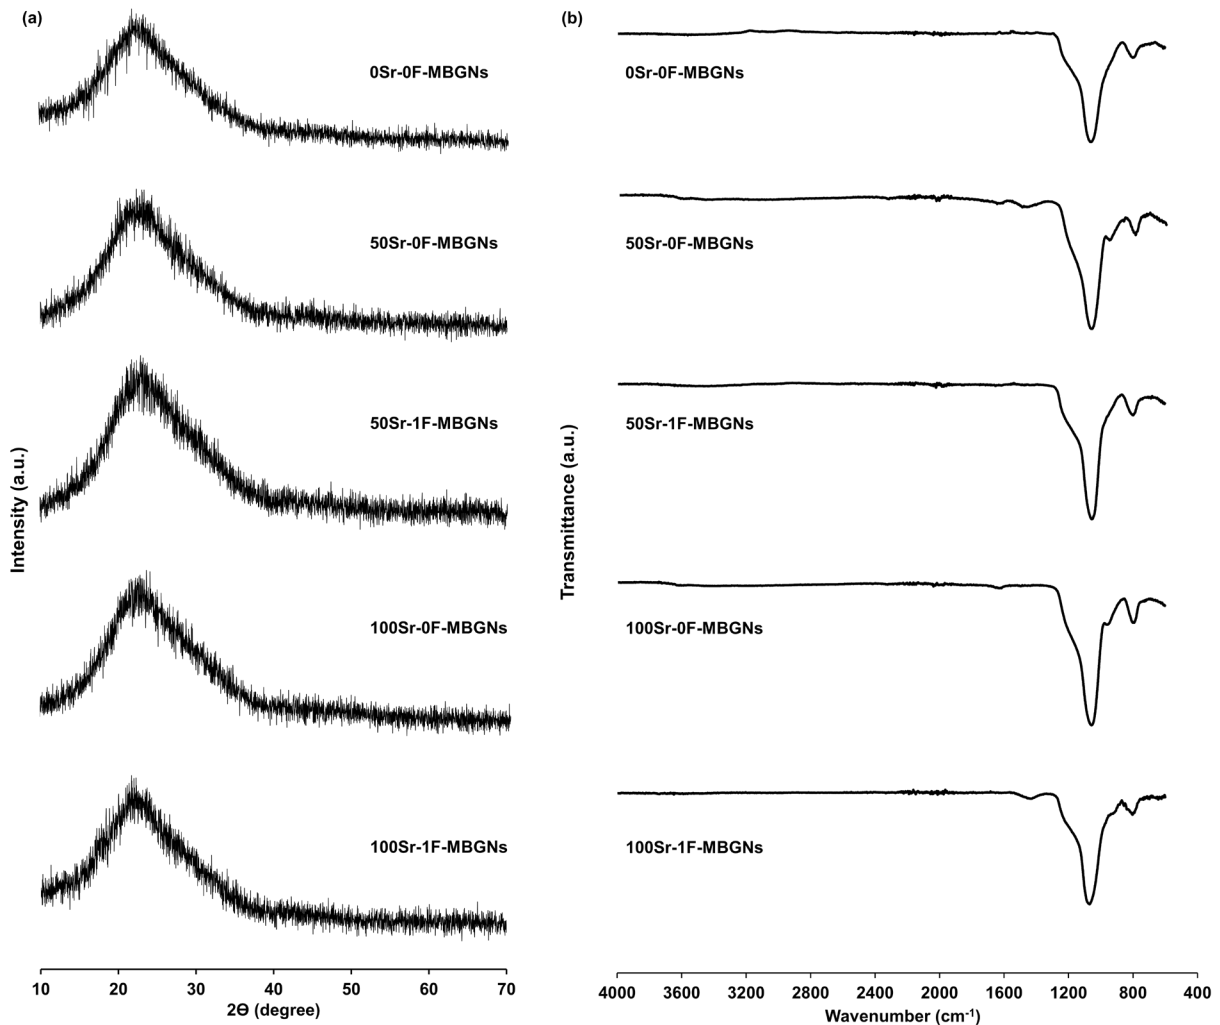 (a)
0Sr-0F-MBGNs
50Sr-0F-MBGNs
50Sr-1F-MBGNs
100Sr-0F-MBGNs
100Sr-1F-MBGNs
Intensity (a.u.)
10 20 30 40 50 60 70
2Ɵ (degree)
(b)
0Sr-0F-MBGNs
50Sr-0F-MBGNs
50Sr-1F-MBGNs
100Sr-0F-MBGNs
100Sr-1F-MBGNs
Transmittance (a.u.)
4000 3600 3200 2800 2400 2000 1600 1200 800 400
Wavenumber (cm⁻¹)